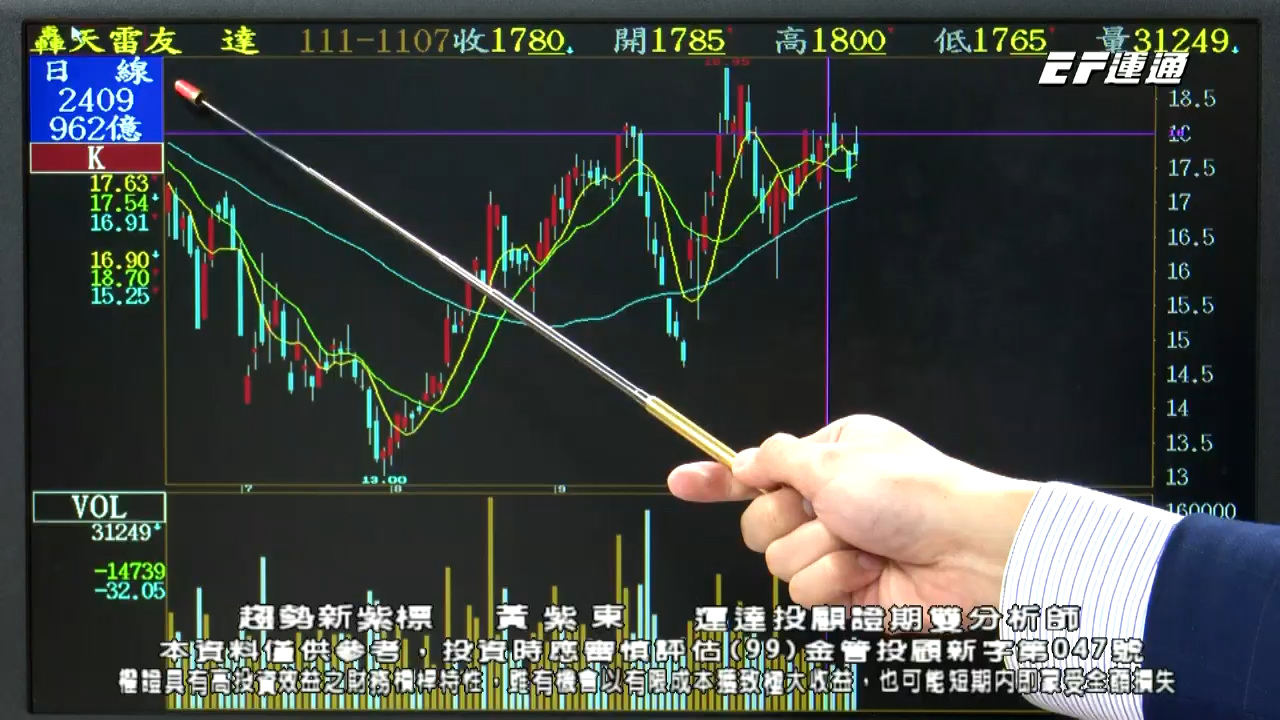 轟天雷友 達 111-1107收1780 開1785 高1800 低1765 量31249
EF運通
日 線
2409
962億
K
17.63
17.54
16.91
16.90
18.70
15.25
18.95
18.5
17.5
17
16.5
16
15.5
15
14.5
14
13.5
13
13.00
7 8 9
VOL
31249
-14739
-32.05
160000
趨勢新紫標 黃紫東 運達投顧證期雙分析師
本資料僅供參考，投資時應審慎評估(99)金管投顧新字第047號
權證具有高投資效益之財務槓桿特性，雖有機會以有限成本獲致極大收益，也可能短期內即蒙受全額損失